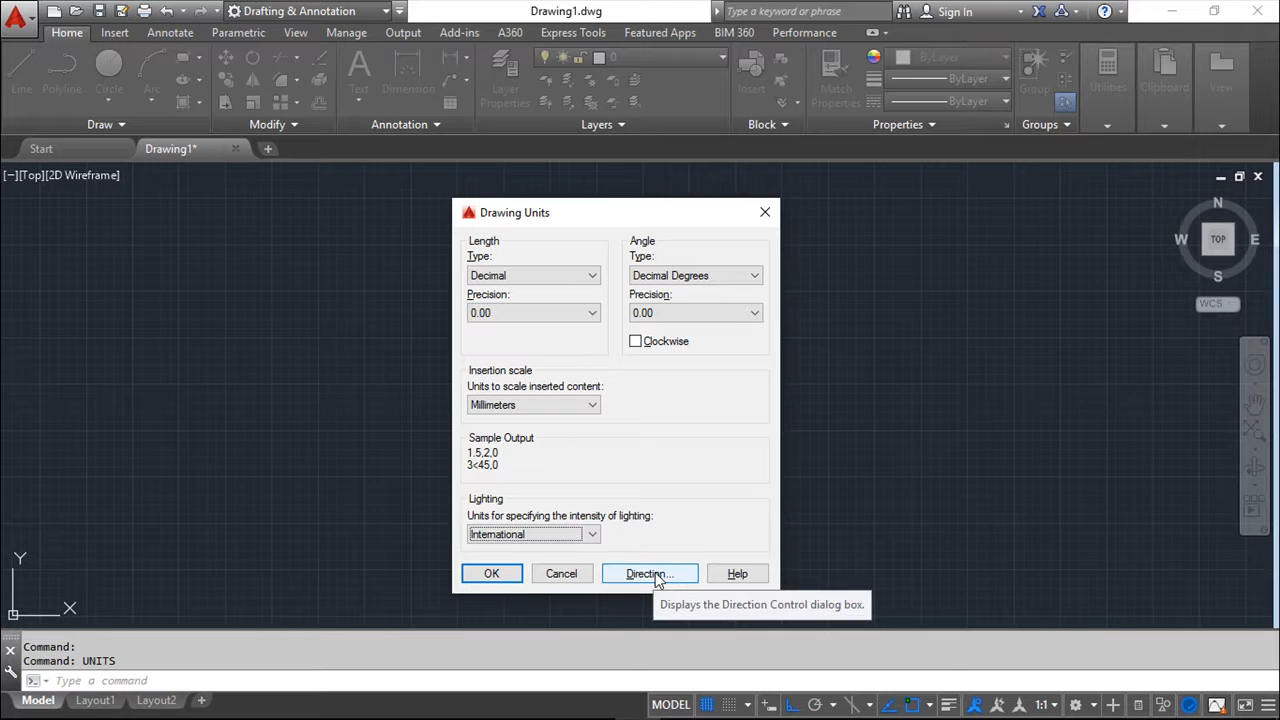 Drafting & Annotation
Drawing1.dwg
Type a keyword or phrase
Sign In
Home Insert Annotate Parametric View Manage Output Add-ins A360 Express Tools Featured Apps BIM 360 Performance
Line Polyline Circle Arc Text Dimension Layer Properties 0 Insert Match Properties ByLayer Group Utilities Clipboard View
ByLayer
ByLayer
Draw Modify Annotation Layers Block Properties Groups
Start Drawing1*
[−][Top][2D Wireframe]
N
W TOP E
S
WCS
Drawing Units
Length
Type:
Decimal
Precision:
0.00
Angle
Type:
Decimal Degrees
Precision:
0.00
Clockwise
Insertion scale
Units to scale inserted content:
Millimeters
Sample Output
1.5,2,0
3<45,0
Lighting
Units for specifying the intensity of lighting:
International
OK Cancel Direction... Help
Displays the Direction Control dialog box.
Y
X
Command:
Command: UNITS
Type a command
Model Layout1 Layout2
MODEL 1:1